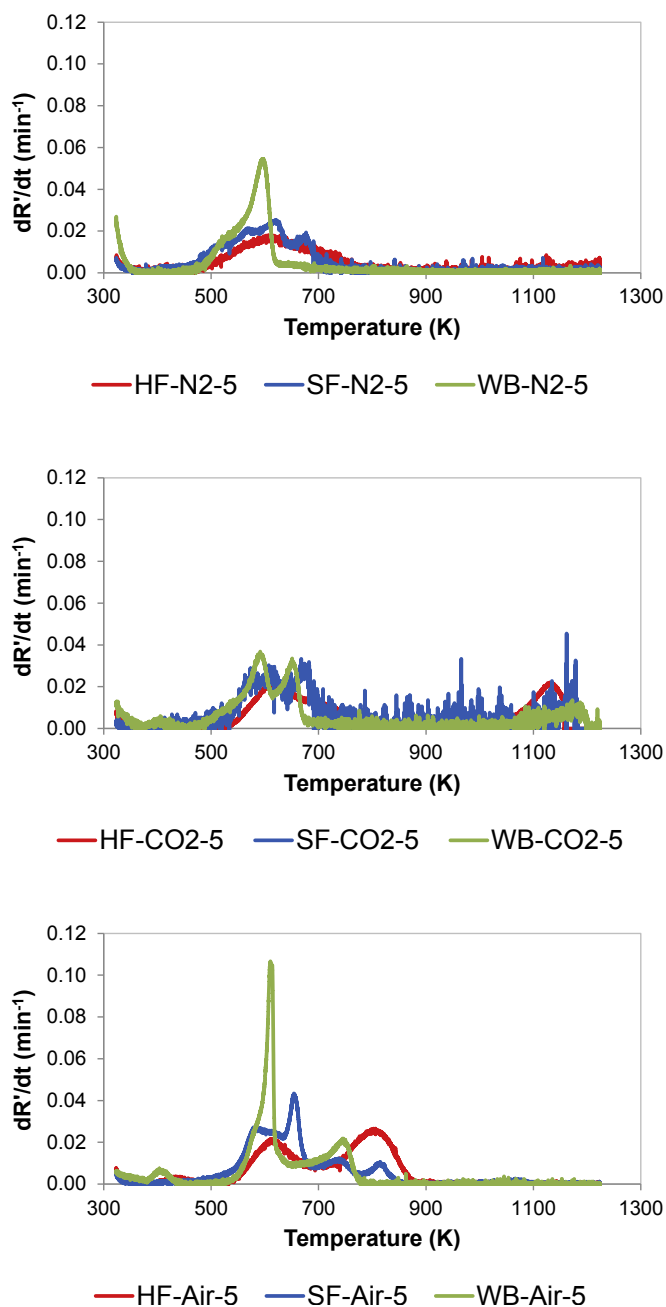 0.12
0.10
0.08
0.06
0.04
0.02
0.00
dR'/dt (min⁻¹)
300 500 700 900 1100 1300
Temperature (K)
HF-N2-5 SF-N2-5 WB-N2-5
0.12
0.10
0.08
0.06
0.04
0.02
0.00
dR'/dt (min⁻¹)
300 500 700 900 1100 1300
Temperature (K)
HF-CO2-5 SF-CO2-5 WB-CO2-5
0.12
0.10
0.08
0.06
0.04
0.02
0.00
dR'/dt (min⁻¹)
300 500 700 900 1100 1300
Temperature (K)
HF-Air-5 SF-Air-5 WB-Air-5